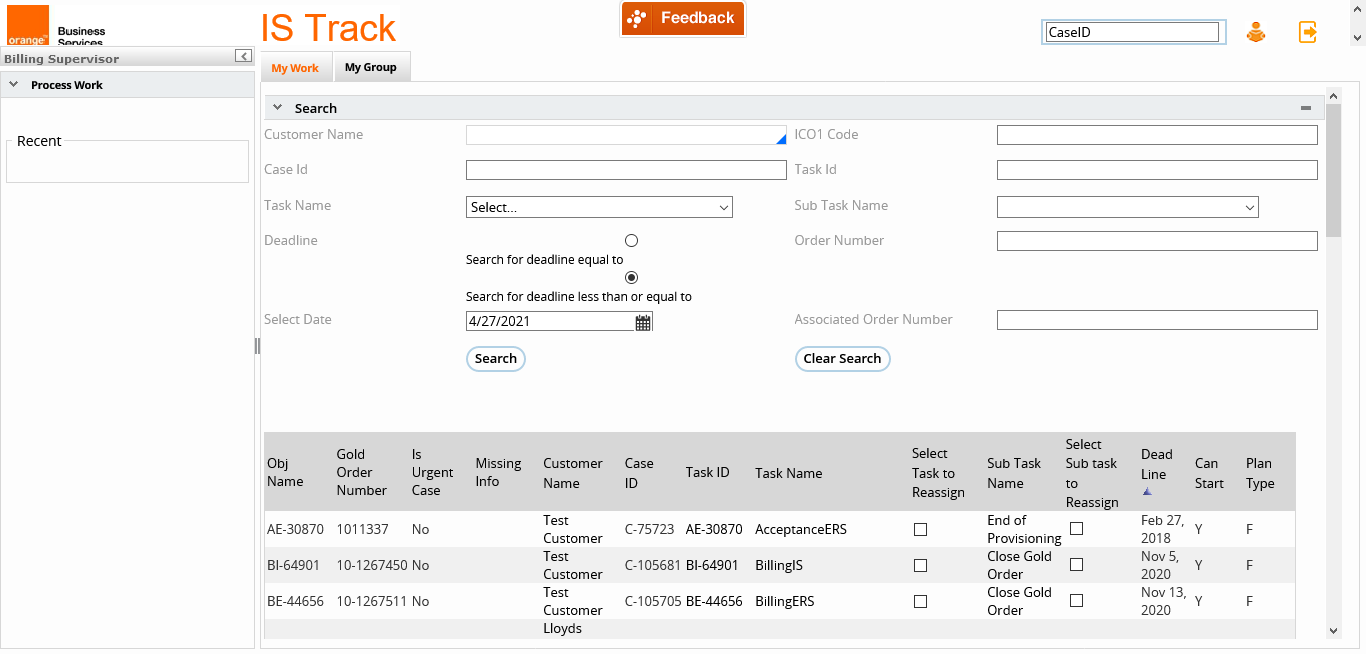 orange™
Business
Services
IS Track
Feedback
CaseID
Billing Supervisor
Process Work
Recent
My Work
My Group
Search
Customer Name
ICO1 Code
Case Id
Task Id
Task Name
Select...
Sub Task Name
Deadline
Order Number
Search for deadline equal to
Search for deadline less than or equal to
Select Date
4/27/2021
Associated Order Number
Search
Clear Search
Obj Name Gold Order Number Is Urgent Case Missing Info Customer Name Case ID Task ID Task Name Select Task to Reassign Sub Task Name Select Sub task to Reassign Dead Line Can Start Plan Type
AE-30870 1011337 No Test Customer C-75723 AE-30870 AcceptanceERS End of Provisioning Feb 27, 2018 Y F
BI-64901 10-1267450 No Test Customer C-105681 BI-64901 BillingIS Close Gold Order Nov 5, 2020 Y F
BE-44656 10-1267511 No Test Customer C-105705 BE-44656 BillingERS Close Gold Order Nov 13, 2020 Y F
Lloyds